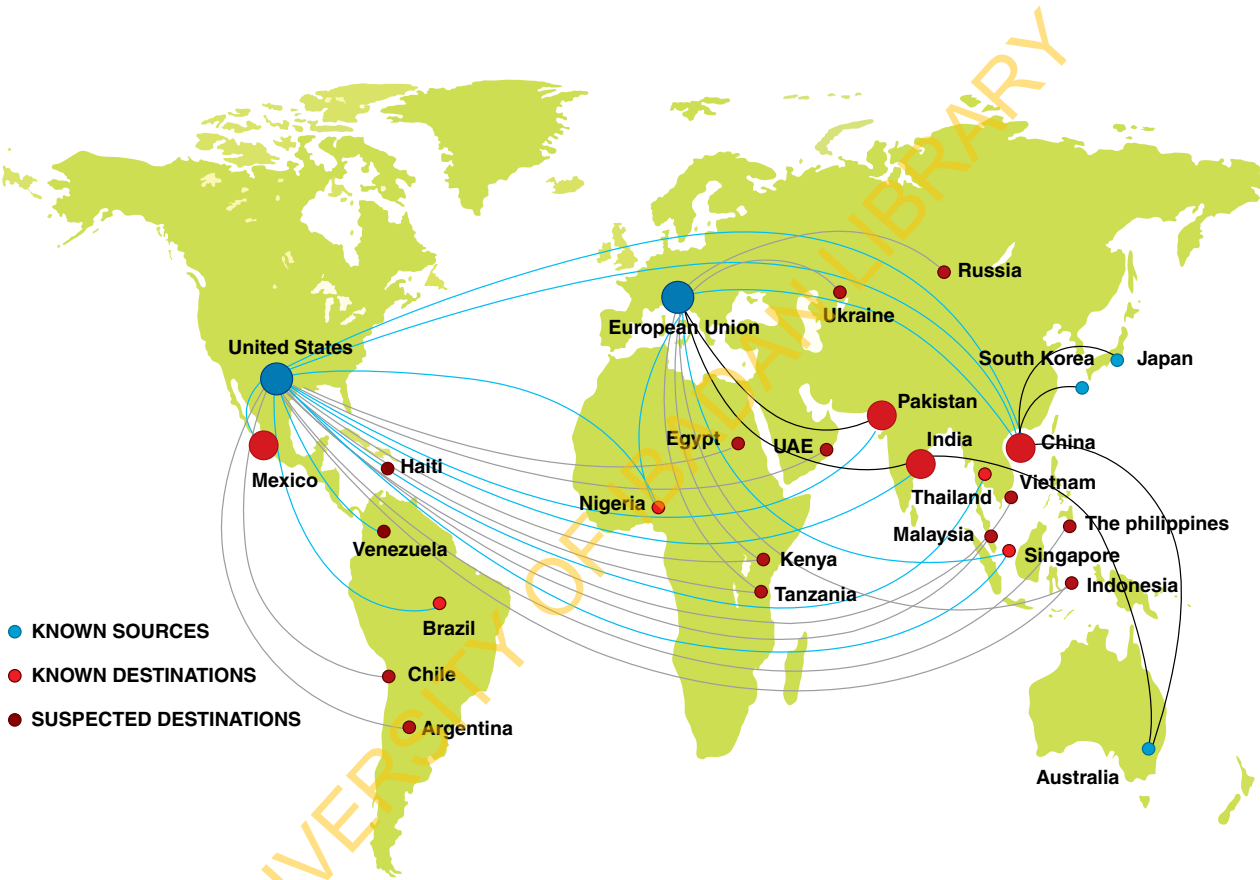 Russia
Ukraine
European Union
United States
South Korea
Japan
Pakistan
India
China
Egypt
UAE
Mexico
Haiti
Nigeria
Thailand
Vietnam
Venezuela
Malaysia
The philippines
Singapore
Kenya
Tanzania
Indonesia
Brazil
Chile
Argentina
Australia
KNOWN SOURCES
KNOWN DESTINATIONS
SUSPECTED DESTINATIONS
IVERSITY OF IBADAN LIBRARY